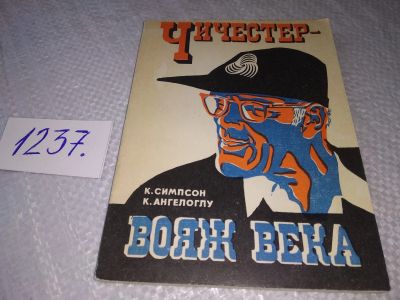 ЧИЧЕСТЕР-
1237.
К. СИМПСОН
К. АНГЕЛОГЛУ
ВОЯЖ ВЕКА